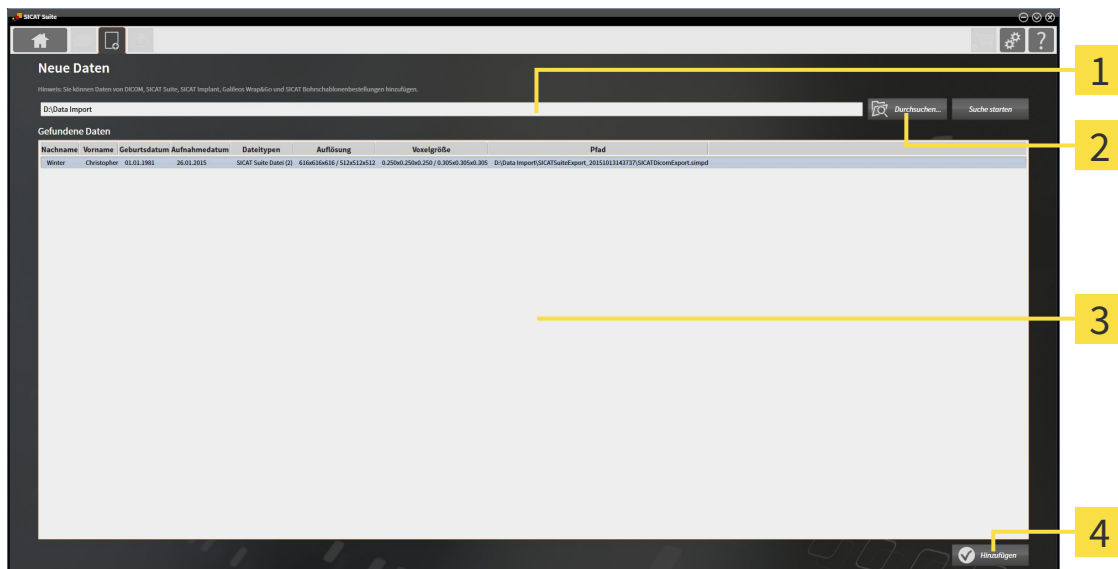 SICAT Suite
?
Neue Daten
Hinweis: Sie können Daten von DICOM, SICAT Suite, SICAT Implant, Galileos Wrap&Go und SICAT Bohrschablonenbestellungen hinzufügen.
D:\Data Import
Durchsuchen...
Suche starten
Gefundene Daten
Nachname Vorname Geburtsdatum Aufnahmedatum Dateitypen Auflösung Voxelgröße Pfad
Winter Christopher 01.01.1981 26.01.2015 SICAT Suite Datei (2) 616x616x616 / 512x512x512 0.250x0.250x0.250 / 0.305x0.305x0.305 D:\Data Import\SICATSuiteExport_20151013143737\SICATDicomExport.simpd
Hinzufügen
1
2
3
4